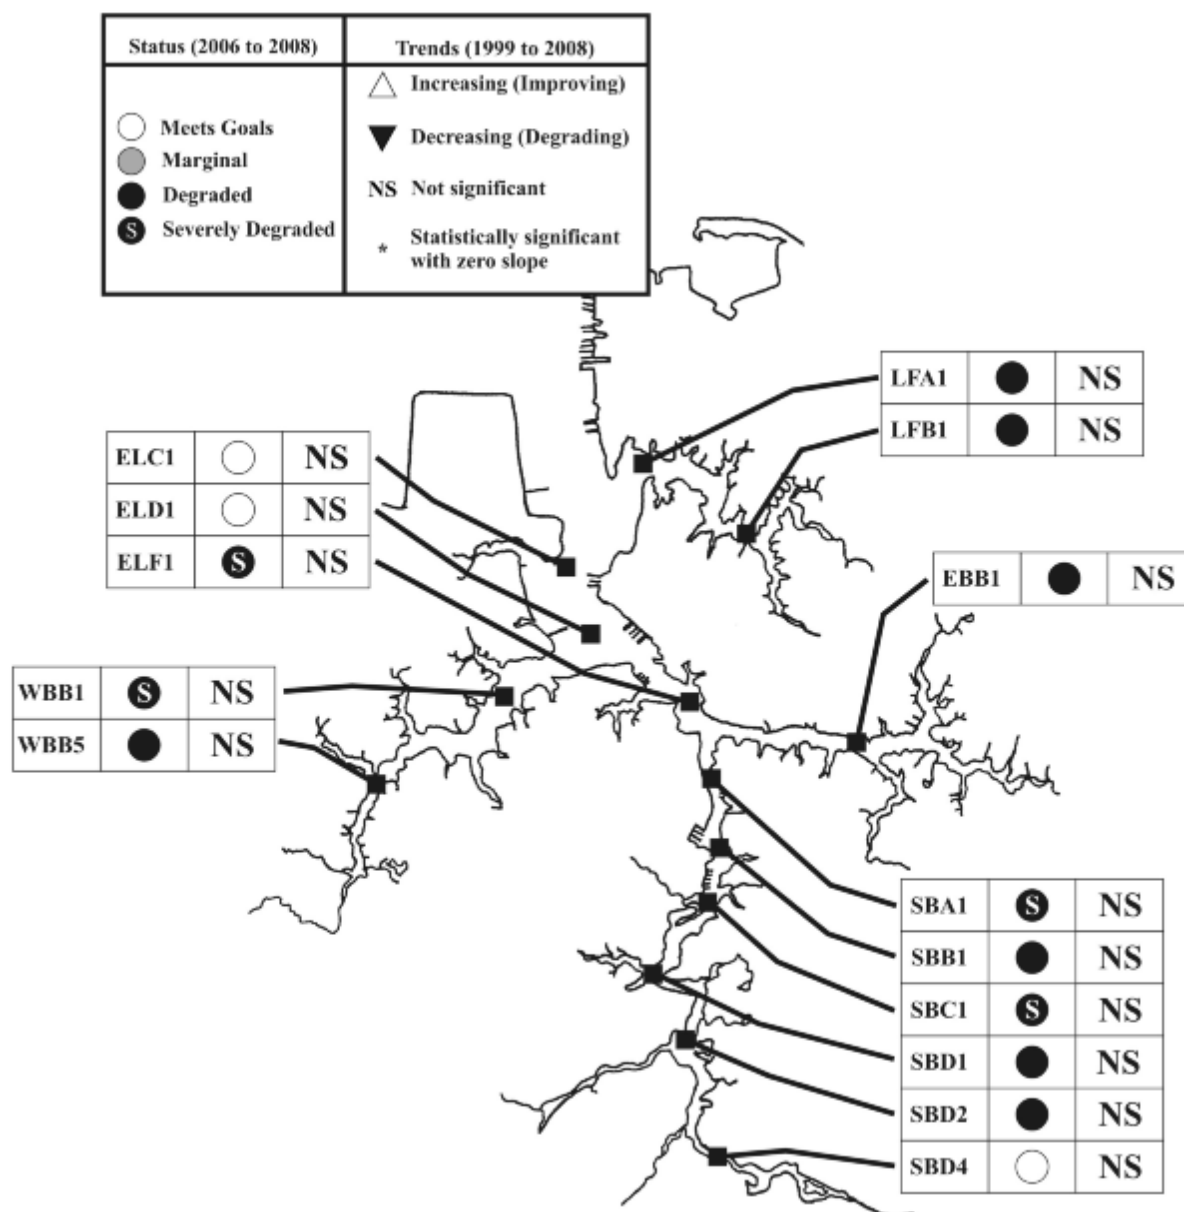 Status (2006 to 2008)
Trends (1999 to 2008)
Meets Goals
Marginal
Degraded
S Severely Degraded
Increasing (Improving)
Decreasing (Degrading)
NS Not significant
* Statistically significant
with zero slope
LFA1 NS
LFB1 NS
ELC1 NS
ELD1 NS
ELF1 S NS
EBB1 NS
WBB1 S NS
WBB5 NS
SBA1 S NS
SBB1 NS
SBC1 S NS
SBD1 NS
SBD2 NS
SBD4 NS